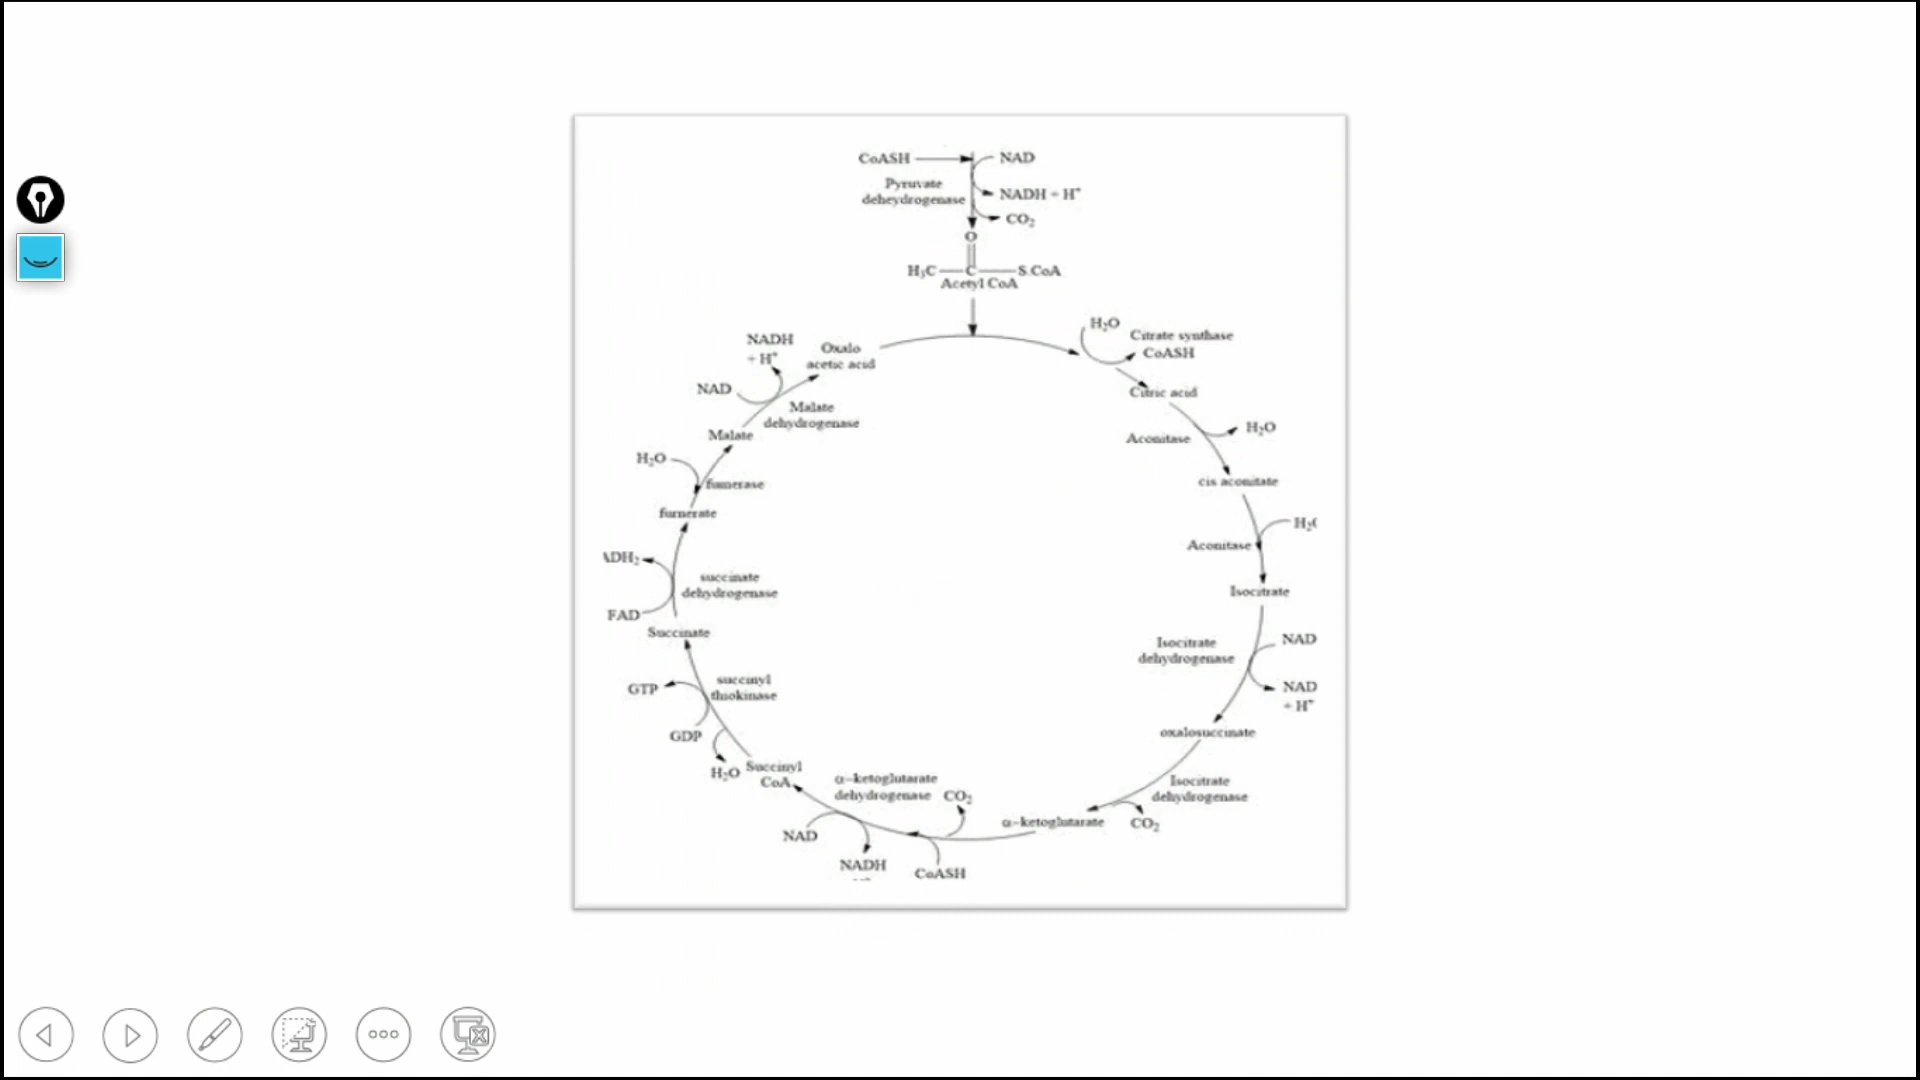 CoASH
NAD
Pyruvate
deheydrogenase
NADH + H⁺
CO₂
O
H₃C—C—S.CoA
Acetyl CoA
H₂O
Citrate synthase
CoASH
Citric acid
Aconitase
H₂O
cis aconitate
H₂(
Aconitase
Isocitrate
Isocitrate
dehydrogenase
NAD
NAD
+ H⁺
oxalosuccinate
Isocitrate
dehydrogenase
CO₂
α-ketoglutarate
CO₂
CoASH
α-ketoglutarate
dehydrogenase
NAD
NADH
Succinyl
CoA
H₂O
GDP
GTP
succinyl
thiokinase
Succinate
FAD
ADH₂
succinate
dehydrogenase
fumerate
H₂O
fumerase
Malate
Malate
dehydrogenase
NAD
NADH
+ H⁺
Oxalo
acetic acid